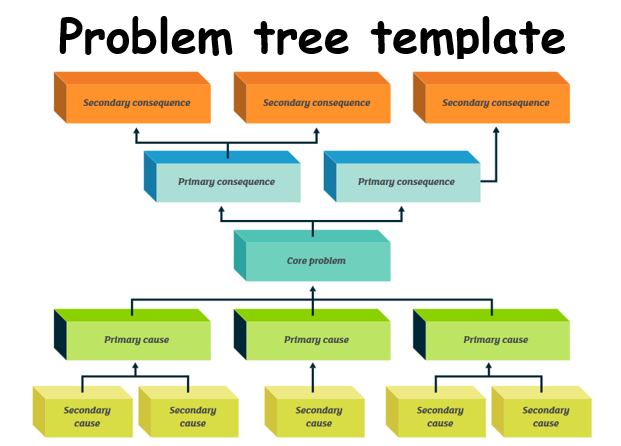 Problem tree template
Secondary consequence
Secondary consequence
Secondary consequence
Primary consequence
Primary consequence
Core problem
Primary cause
Primary cause
Primary cause
Secondary
cause
Secondary
cause
Secondary
cause
Secondary
cause
Secondary
cause